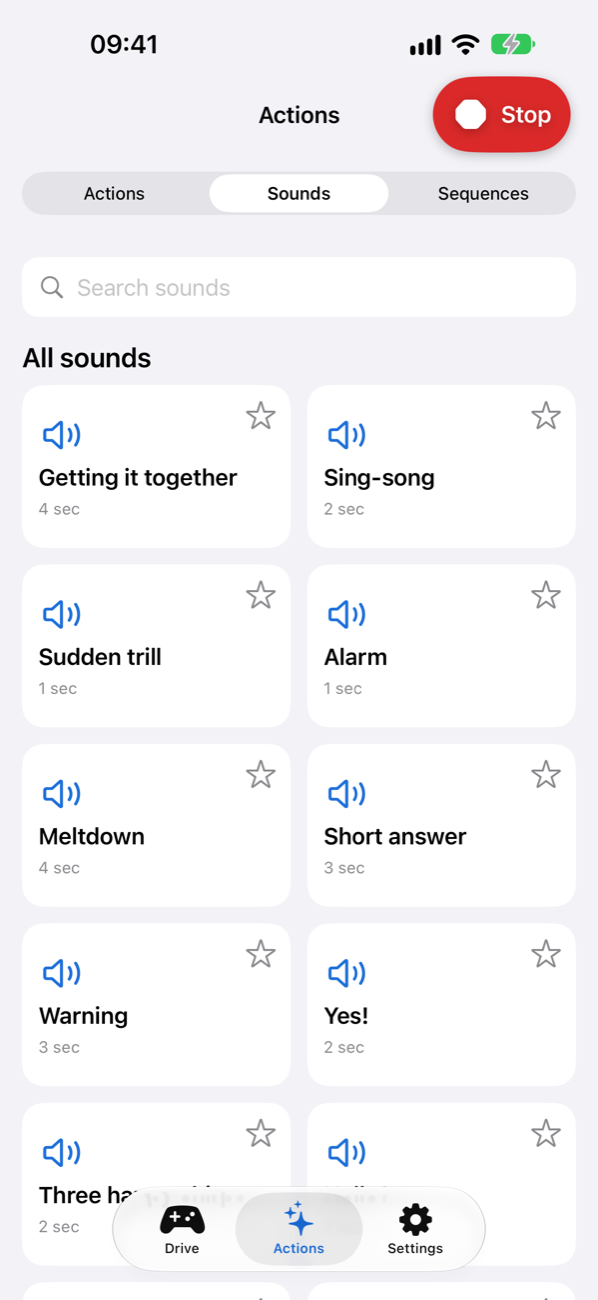 09:41
Actions
Stop
Actions
Sounds
Sequences
Search sounds
All sounds
Getting it together
4 sec
Sing-song
2 sec
Sudden trill
1 sec
Alarm
1 sec
Meltdown
4 sec
Short answer
3 sec
Warning
3 sec
Yes!
2 sec
Three
2 sec
Drive
Actions
Settings